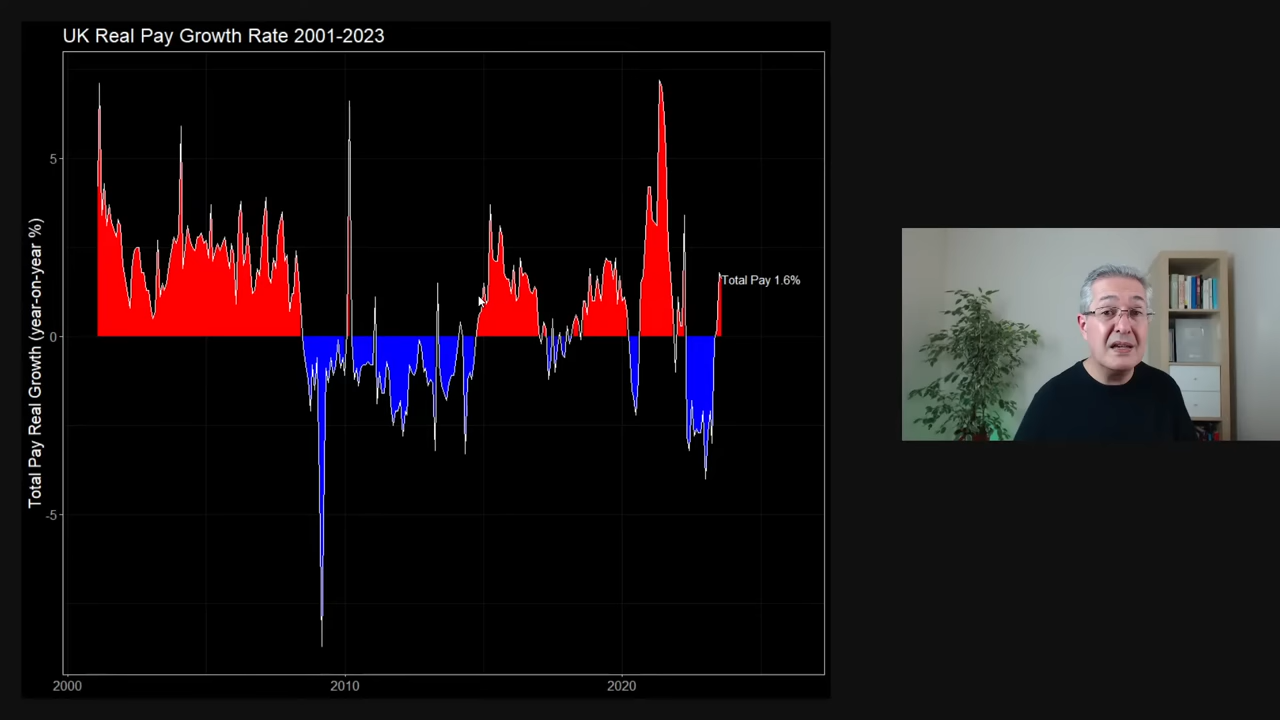 UK Real Pay Growth Rate 2001-2023
Total Pay Real Growth (year-on-year %)
5
0
-5
Total Pay 1.6%
2000
2010
2020